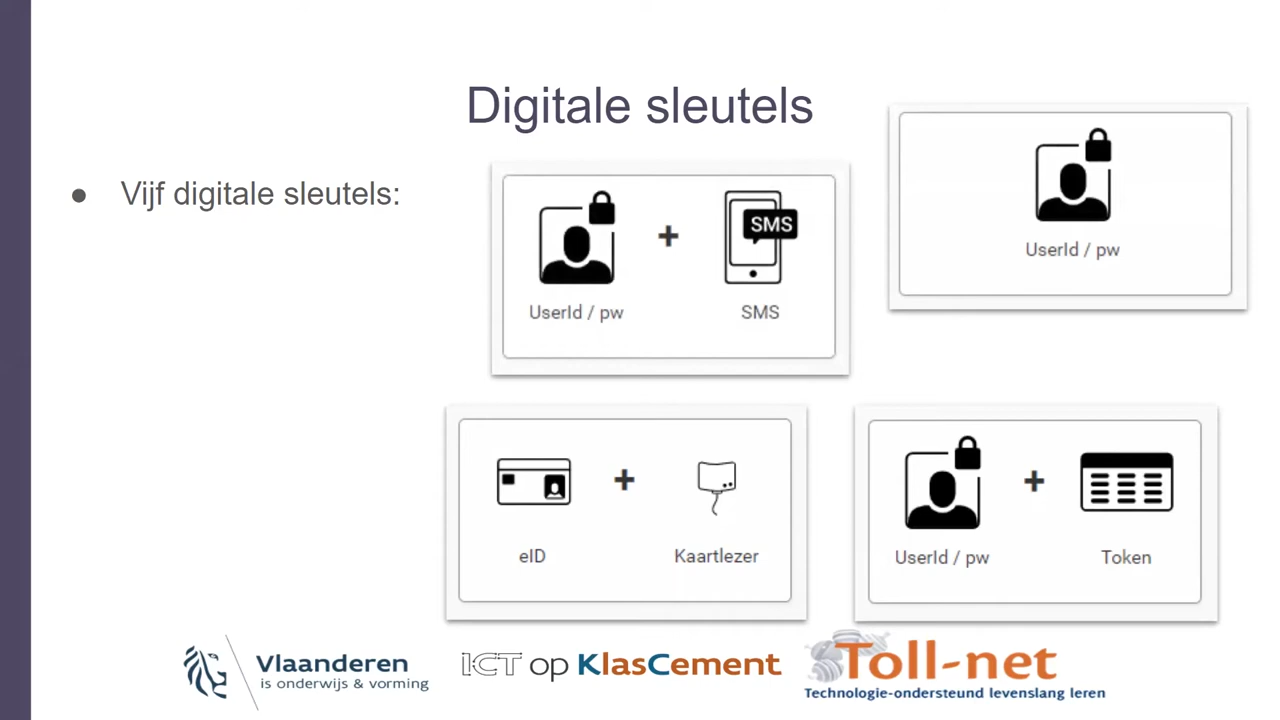 Digitale sleutels
● Vijf digitale sleutels:
SMS
UserId / pw
SMS
UserId / pw
eID
Kaartlezer
UserId / pw
Token
Vlaanderen
is onderwijs & vorming
ICT op KlasCement
Toll-net
Technologie-ondersteund levenslang leren